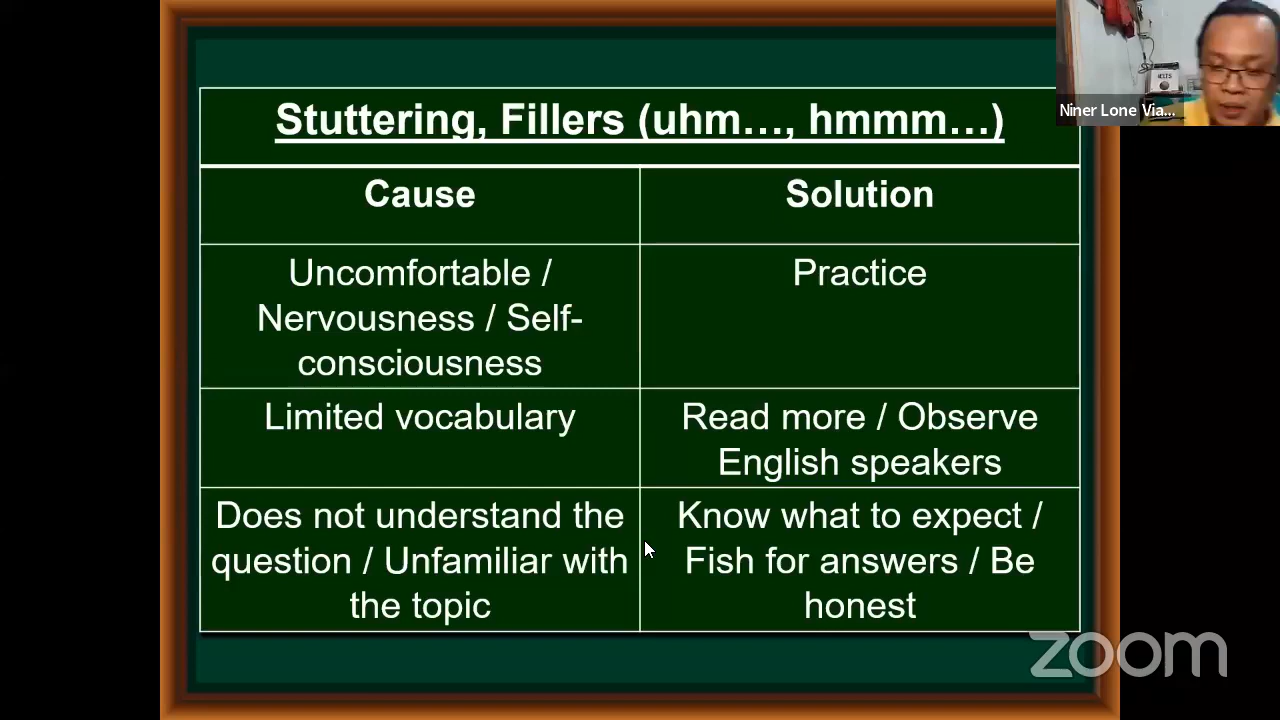 Stuttering, Fillers (uhm…, hmmm…)
Cause
Solution
Uncomfortable /
Nervousness / Self-
consciousness
Practice
Limited vocabulary
Read more / Observe
English speakers
Does not understand the
question / Unfamiliar with
the topic
Know what to expect /
Fish for answers / Be
honest
IELTS
Niner Lone Via...
zoom